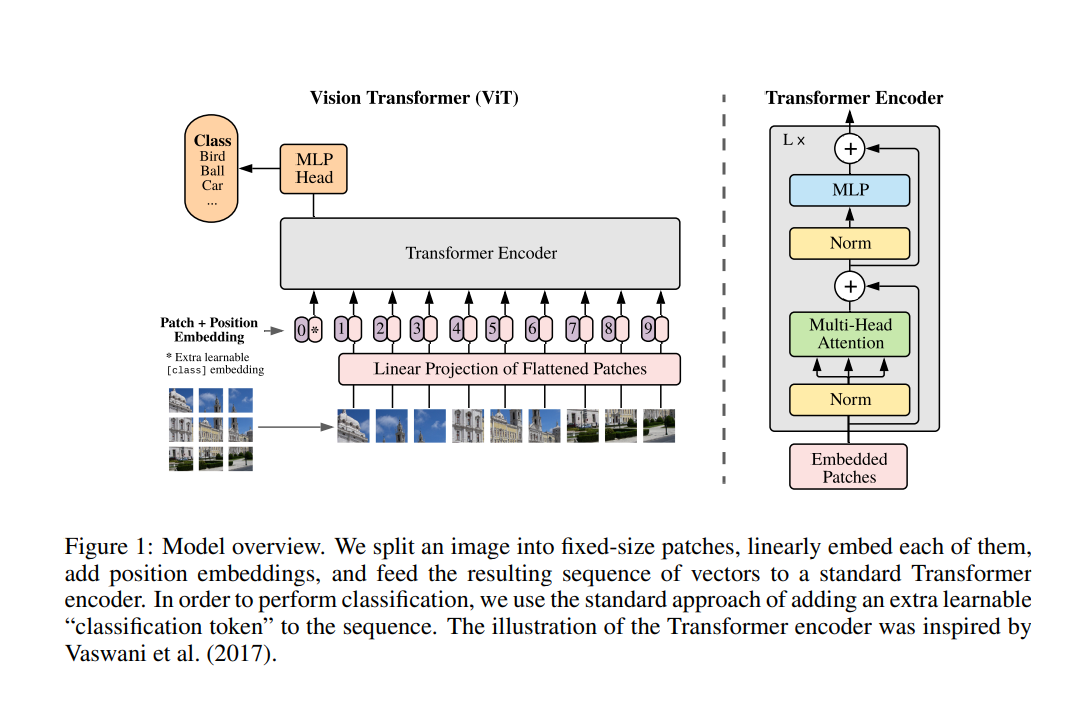 Vision Transformer (ViT)
Class
Bird
Ball
Car
...
MLP
Head
Transformer Encoder
0 * 1 2 3 4 5 6 7 8 9
Patch + Position
Embedding
* Extra learnable
[class] embedding
Linear Projection of Flattened Patches
Transformer Encoder
L x
+
MLP
Norm
+
Multi-Head
Attention
Norm
Embedded
Patches
Figure 1: Model overview. We split an image into fixed-size patches, linearly embed each of them,
add position embeddings, and feed the resulting sequence of vectors to a standard Transformer
encoder. In order to perform classification, we use the standard approach of adding an extra learnable
“classification token” to the sequence. The illustration of the Transformer encoder was inspired by
Vaswani et al. (2017).